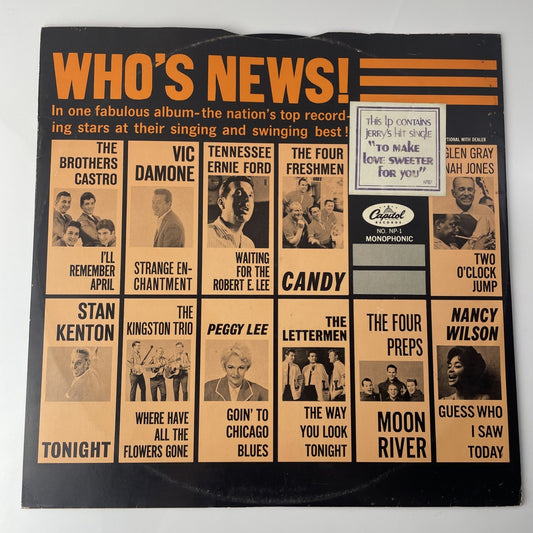 WHO'S NEWS!
In one fabulous album-the nation's top record-
ing stars at their singing and swinging best!
THIS LP CONTAINS
JERRY'S HIT SINGLE
"TO MAKE
LOVE SWEETER
FOR YOU"
TIONAL WITH DEALER
THE
BROTHERS
CASTRO
I'LL
REMEMBER
APRIL
VIC
DAMONE
STRANGE EN-
CHANTMENT
TENNESSEE
ERNIE FORD
WAITING
FOR THE
ROBERT E. LEE
THE FOUR
FRESHMEN
CANDY
Capitol
NO. NP-1
MONOPHONIC
GLEN GRAY
NAH JONES
TWO
O'CLOCK
JUMP
STAN
KENTON
TONIGHT
THE
KINGSTON TRIO
WHERE HAVE
ALL THE
FLOWERS GONE
PEGGY LEE
GOIN' TO
CHICAGO
BLUES
THE
LETTERMEN
THE WAY
YOU LOOK
TONIGHT
THE FOUR
PREPS
MOON
RIVER
NANCY
WILSON
GUESS WHO
I SAW
TODAY